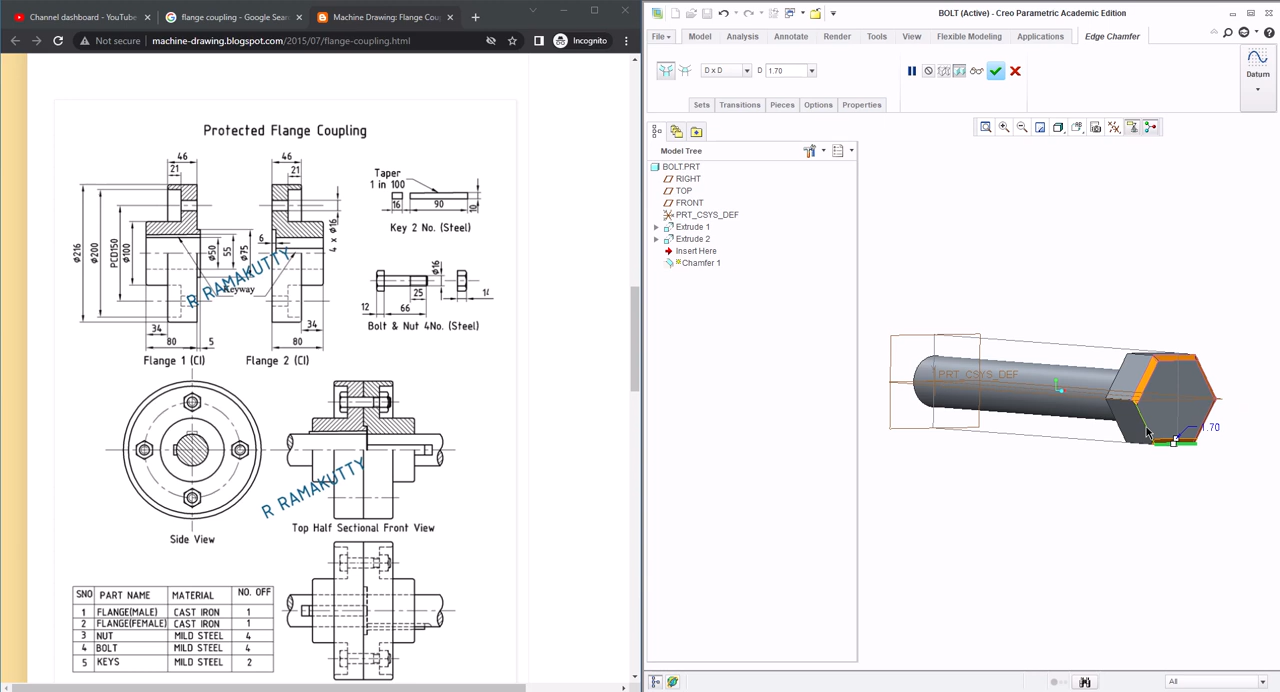 Channel dashboard - YouTube
flange coupling - Google Sear
Machine Drawing: Flange Cou
Not secure
machine-drawing.blogspot.com/2015/07/flange-coupling.html
Incognito
Protected Flange Coupling
46
21
46
21
Ø216
Ø200
PCD150
Ø100
Ø50
55
Ø75
6
4 x Ø16
Keyway
34
80
5
34
80
Flange 1 (CI)
Flange 2 (CI)
R RAMAKUTTY
Taper
1 in 100
16
90
10
Key 2 No. (Steel)
Ø16
25
12
66
Bolt & Nut 4No. (Steel)
Side View
R RAMAKUTTY
Top Half Sectional Front View
SNO PART NAME MATERIAL NO. OFF
1 FLANGE(MALE) CAST IRON 1
2 FLANGE(FEMALE) CAST IRON 1
3 NUT MILD STEEL 4
4 BOLT MILD STEEL 4
5 KEYS MILD STEEL 2
BOLT (Active) - Creo Parametric Academic Edition
File Model Analysis Annotate Render Tools View Flexible Modeling Applications Edge Chamfer
D x D D 1.70
Datum
Sets Transitions Pieces Options Properties
Model Tree
BOLT.PRT
RIGHT
TOP
FRONT
PRT_CSYS_DEF
Extrude 1
Extrude 2
Insert Here
Chamfer 1
PRT_CSYS_DEF
1.70
All